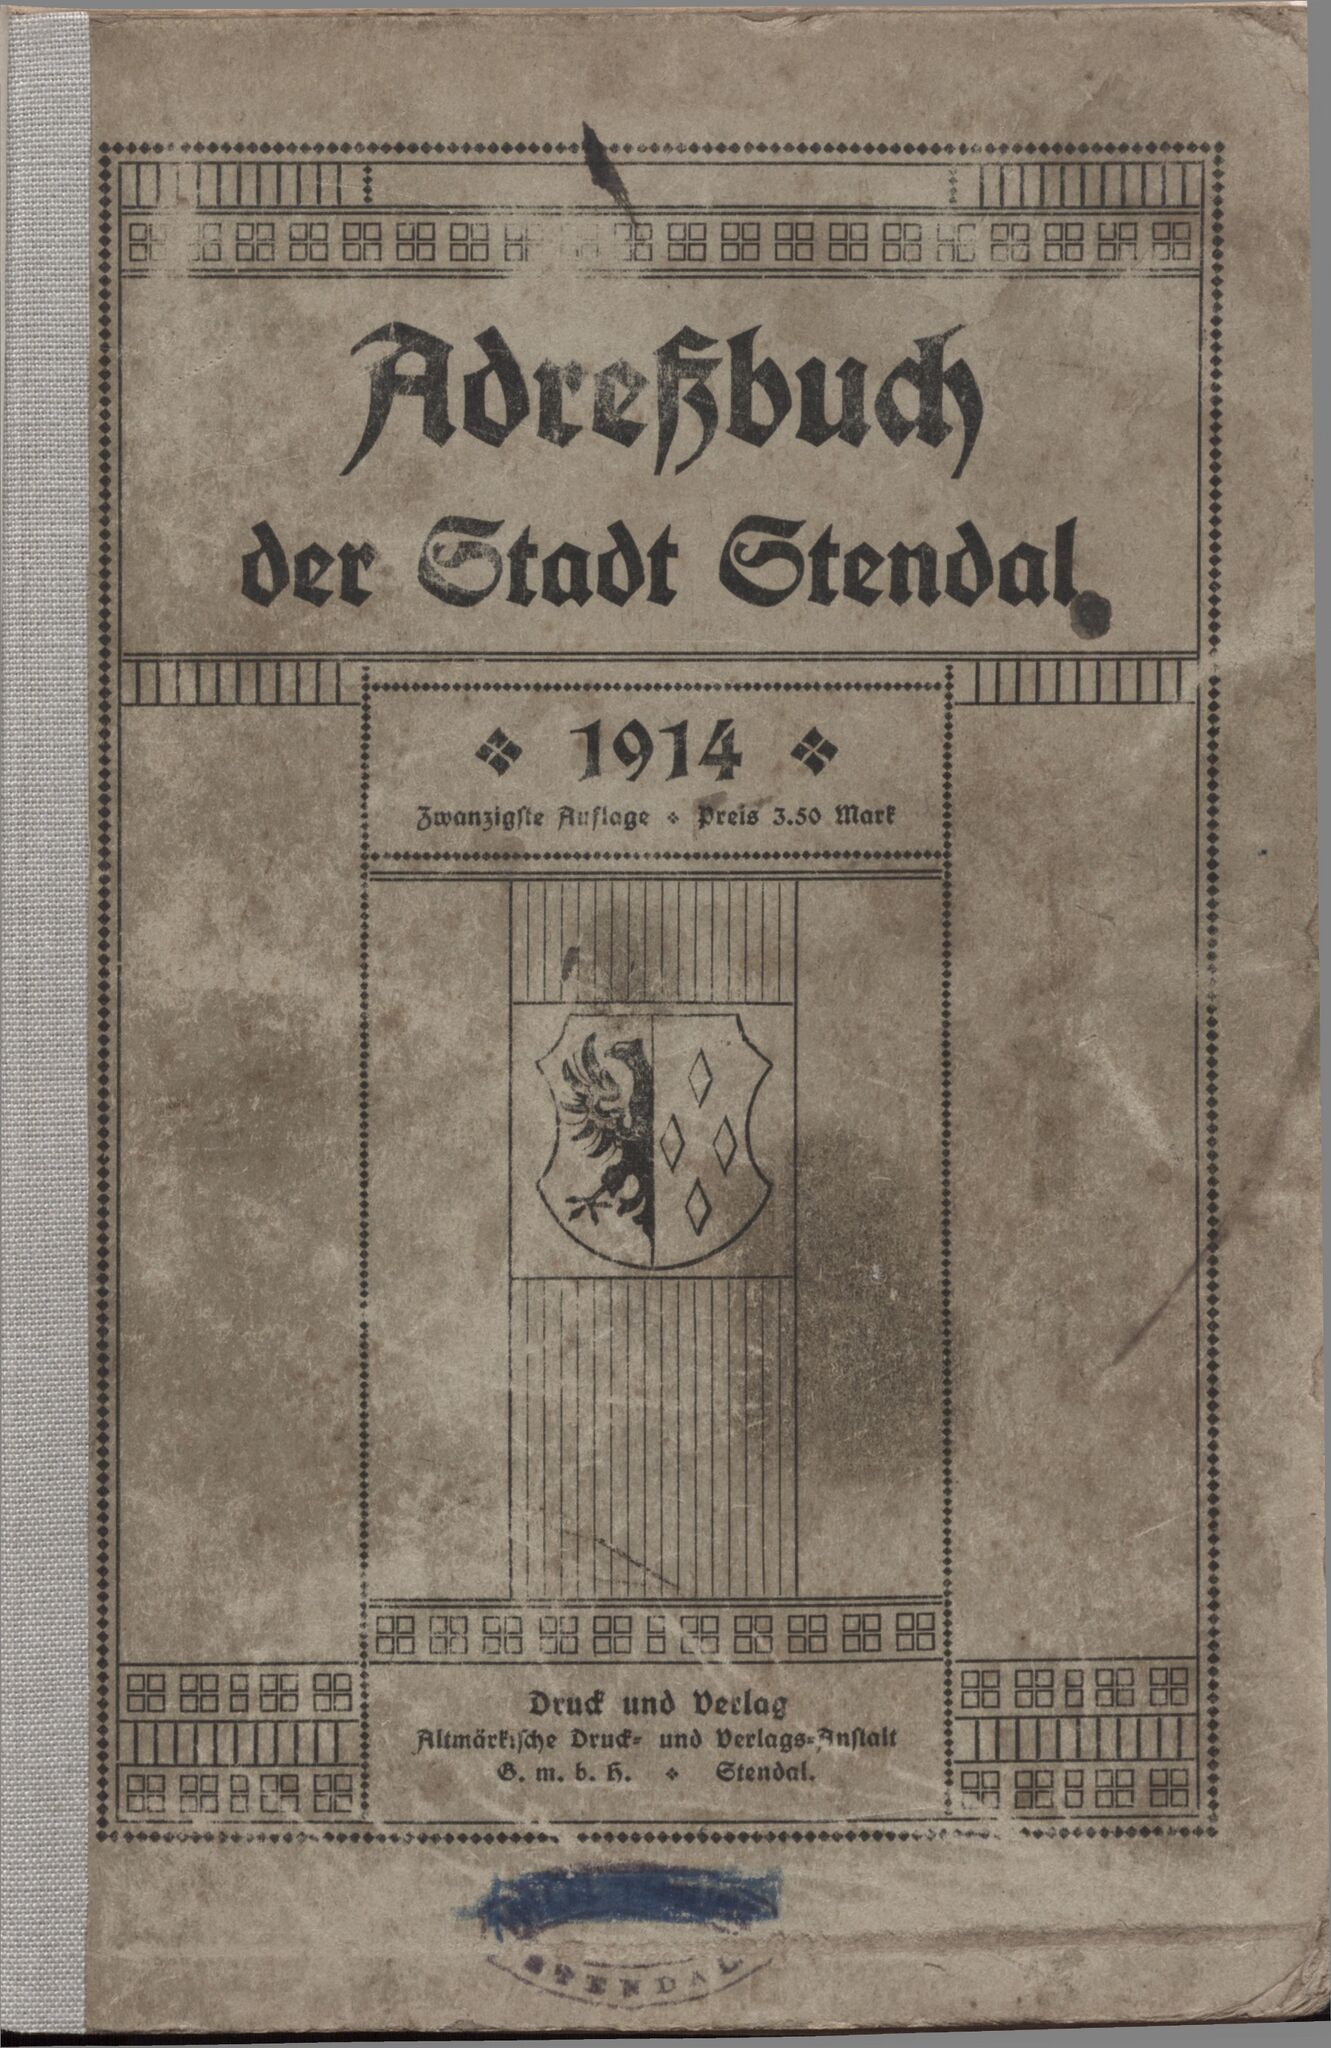 Adreßbuch
der Stadt Stendal
1914
Zwanzigste Auflage Preis 3.50 Mark
Druck und Verlag
Altmärkische Druck- und Verlags-Anstalt
G. m. b. H. Stendal.
STENDAL